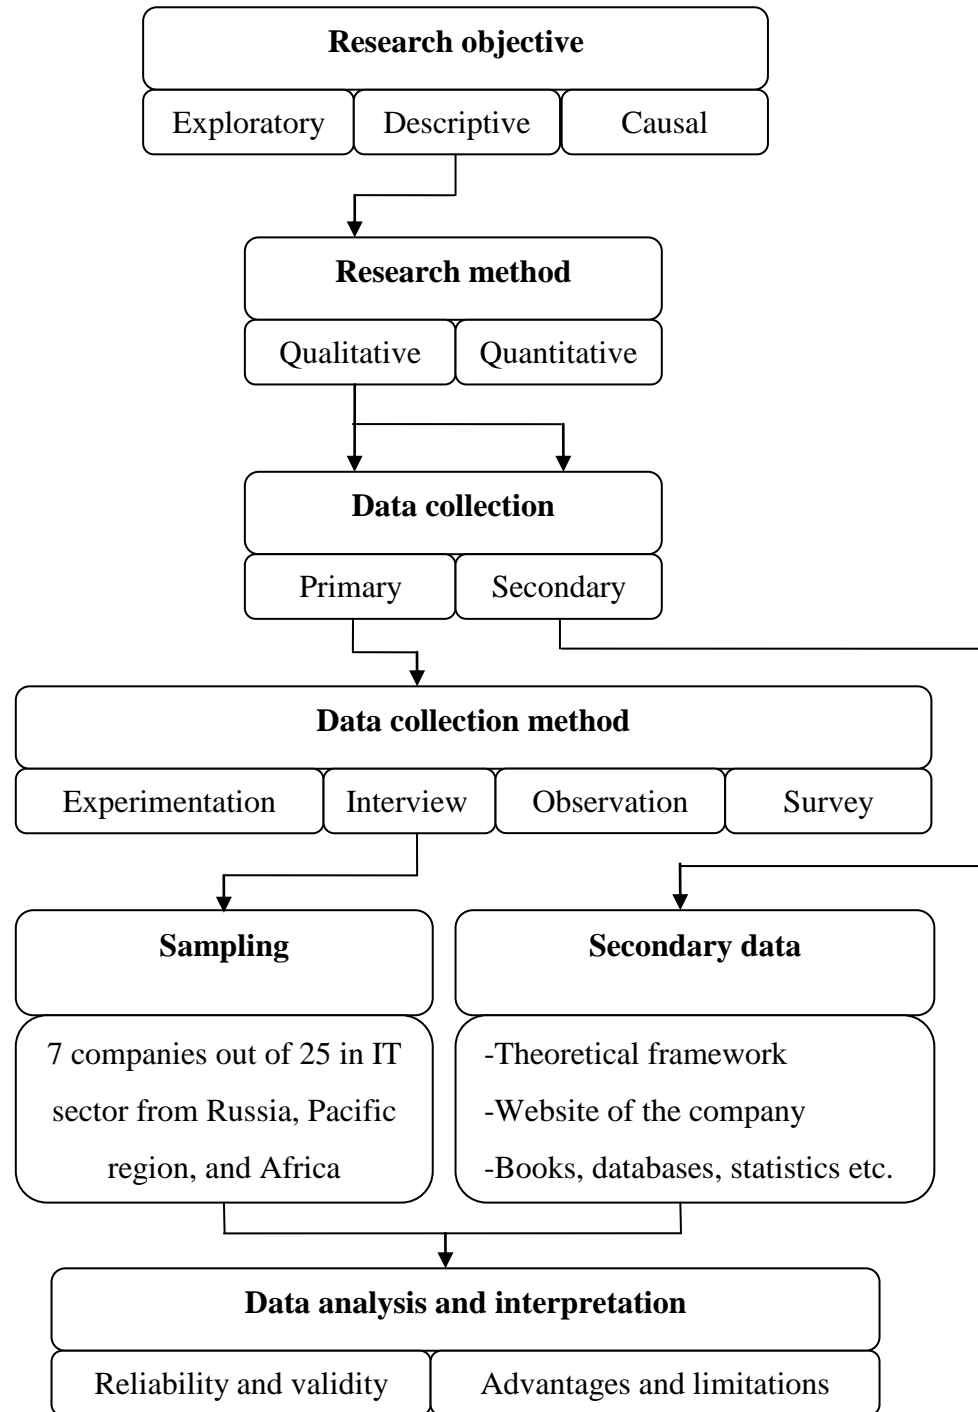 Research objective
Exploratory
Descriptive
Causal
Research method
Qualitative
Quantitative
Data collection
Primary
Secondary
Data collection method
Experimentation
Interview
Observation
Survey
Sampling
7 companies out of 25 in IT
sector from Russia, Pacific
region, and Africa
Secondary data
-Theoretical framework
-Website of the company
-Books, databases, statistics etc.
Data analysis and interpretation
Reliability and validity
Advantages and limitations